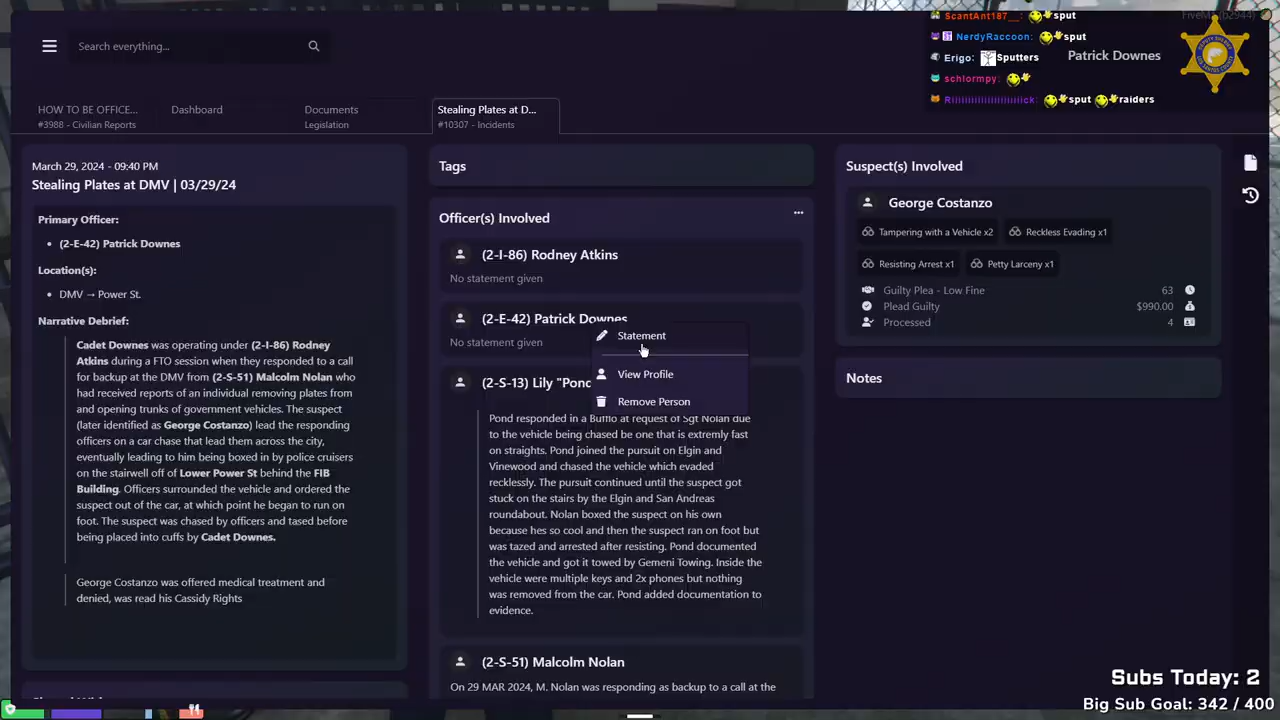 Search everything...
ScantAnt187__: sput
NerdyRaccoon: sput
Erigo: Sputters
schlormpy:
Riiiiiiiiiiiiiiiiiiick: sput raiders
Patrick Downes
HOW TO BE OFFICE...
#3988 - Civilian Reports
Dashboard
Documents
Legislation
Stealing Plates at D...
#10307 - Incidents
March 29, 2024 - 09:40 PM
Stealing Plates at DMV | 03/29/24
Primary Officer:
• (2-E-42) Patrick Downes
Location(s):
• DMV → Power St.
Narrative Debrief:
Cadet Downes was operating under (2-I-86) Rodney
Atkins during a FTO session when they responded to a call
for backup at the DMV from (2-S-51) Malcolm Nolan who
had received reports of an individual removing plates from
and opening trunks of government vehicles. The suspect
(later identified as George Costanzo) lead the responding
officers on a car chase that lead them across the city,
eventually leading to him being boxed in by police cruisers
on the stairwell off of Lower Power St behind the FIB
Building. Officers surrounded the vehicle and ordered the
suspect out of the car, at which point he began to run on
foot. The suspect was chased by officers and tased before
being placed into cuffs by Cadet Downes.
George Costanzo was offered medical treatment and
denied, was read his Cassidy Rights
Tags
Officer(s) Involved
(2-I-86) Rodney Atkins
No statement given
(2-E-42) Patrick Downes
No statement given
Statement
View Profile
Remove Person
(2-S-13) Lily "Pond
Pond responded in a Buffio at request of Sgt Nolan due
to the vehicle being chased be one that is extremly fast
on straights. Pond joined the pursuit on Elgin and
Vinewood and chased the vehicle which evaded
recklessly. The pursuit continued until the suspect got
stuck on the stairs by the Elgin and San Andreas
roundabout. Nolan boxed the suspect on his own
because hes so cool and then the suspect ran on foot but
was tazed and arrested after resisting. Pond documented
the vehicle and got it towed by Gemeni Towing. Inside the
vehicle were multiple keys and 2x phones but nothing
was removed from the car. Pond added documentation to
evidence.
(2-S-51) Malcolm Nolan
On 29 MAR 2024, M. Nolan was responding as backup to a call at the
Suspect(s) Involved
George Costanzo
Tampering with a Vehicle x2
Reckless Evading x1
Resisting Arrest x1
Petty Larceny x1
Guilty Plea - Low Fine 63
Plead Guilty $990.00
Processed 4
Notes
Subs Today: 2
Big Sub Goal: 342 / 400